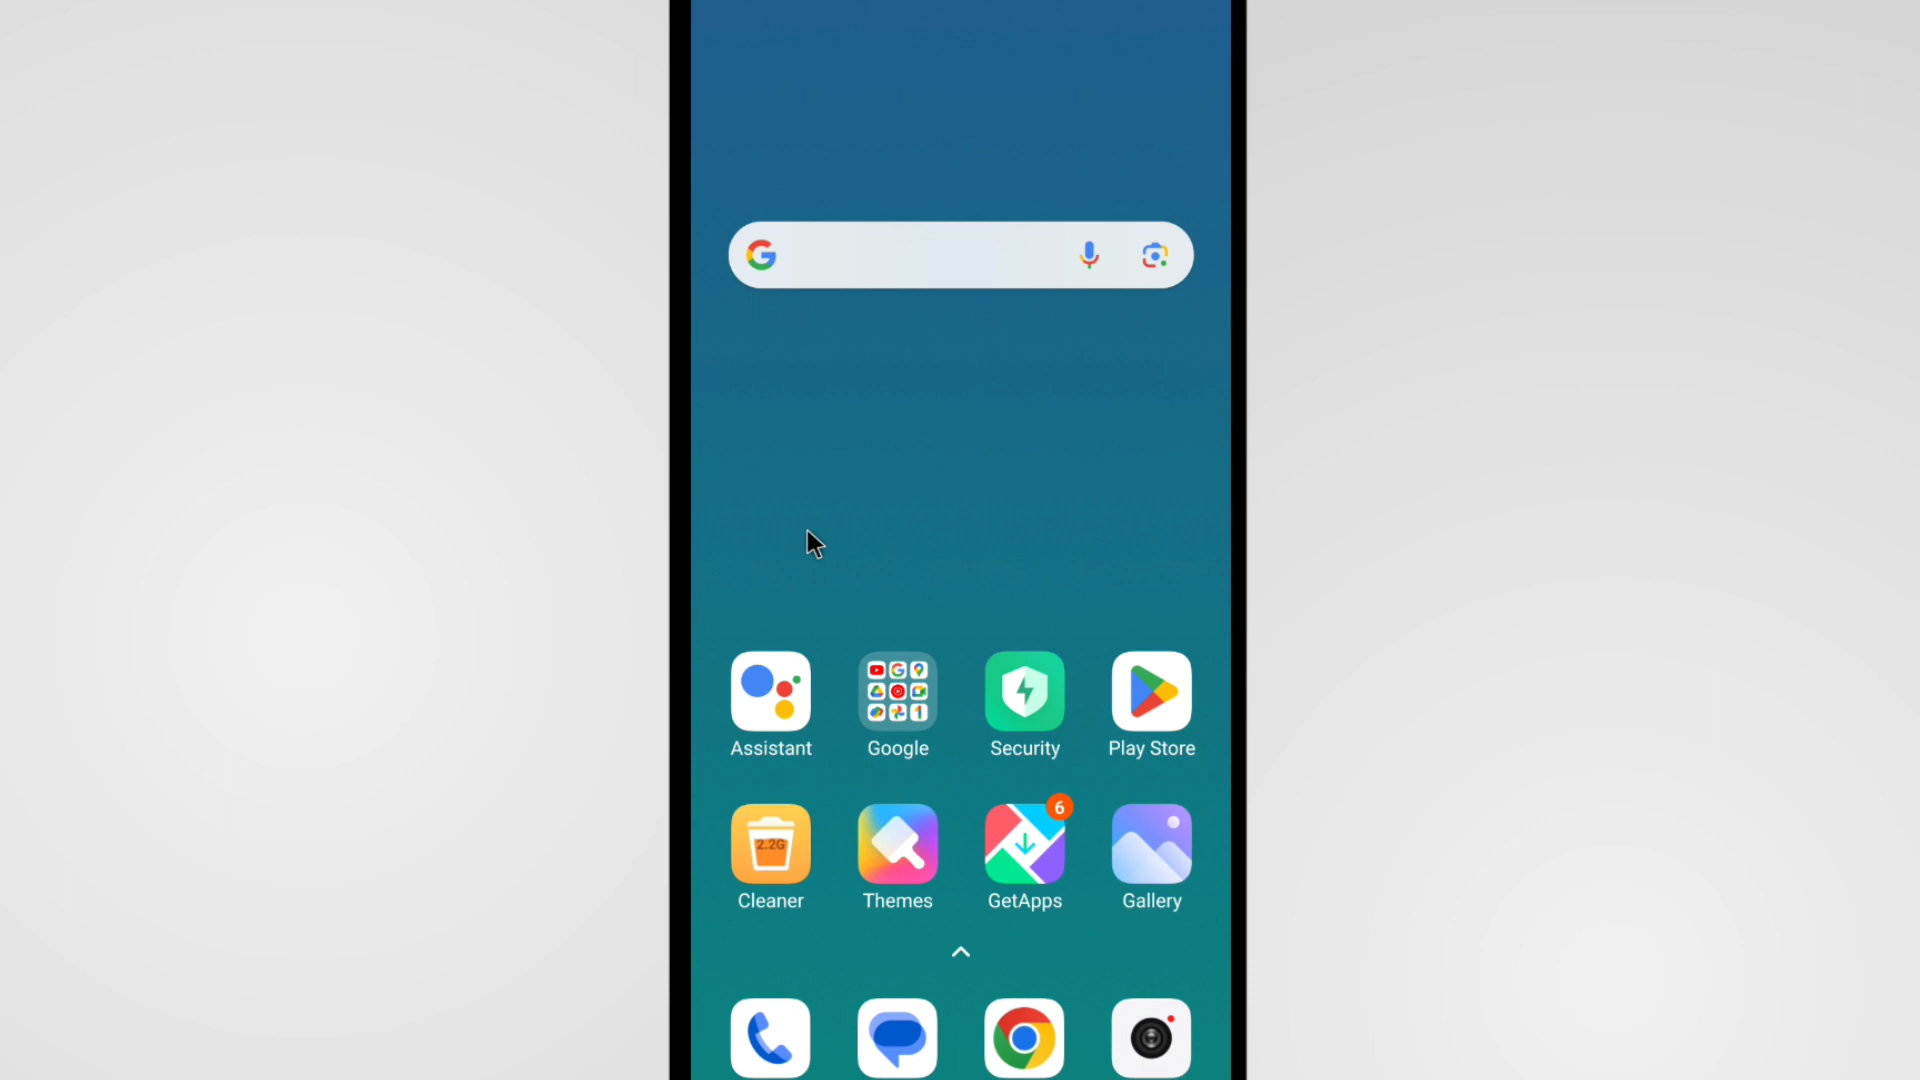 Assistant
Google
Security
Play Store
2.2G
6
Cleaner
Themes
GetApps
Gallery